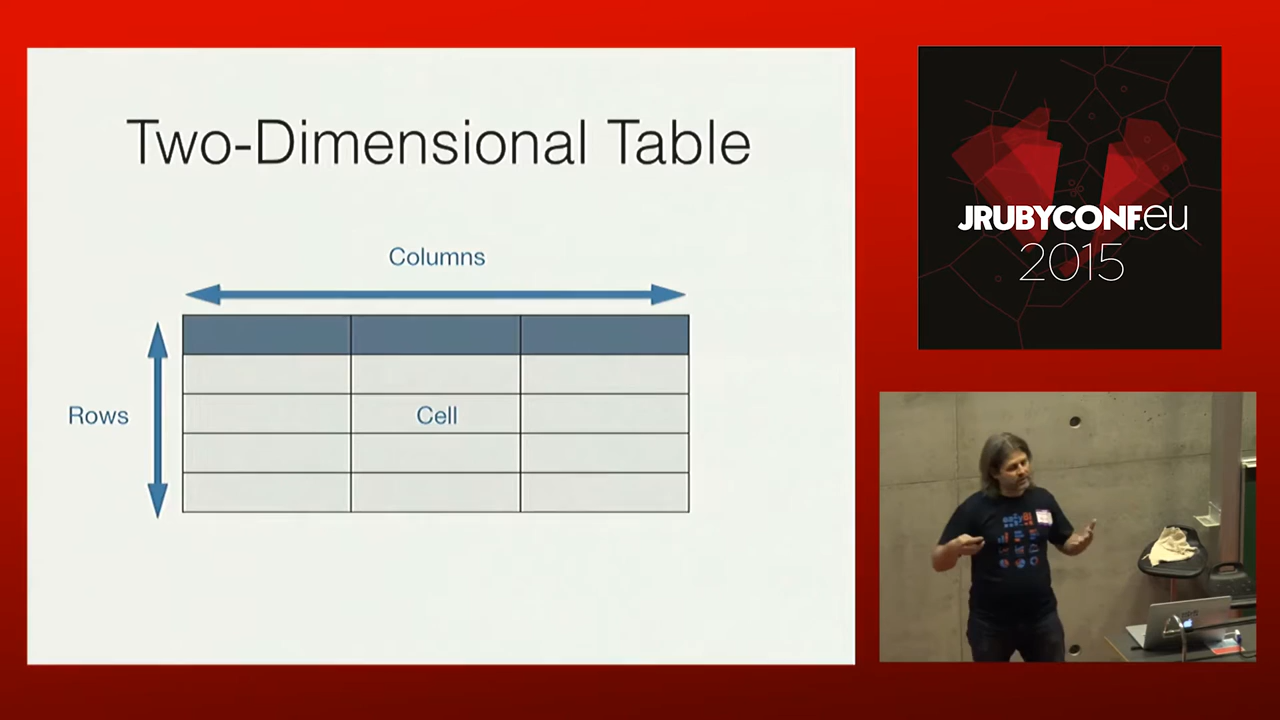 Two-Dimensional Table
Columns
Rows
Cell
JRUBYCONF.eu
2015